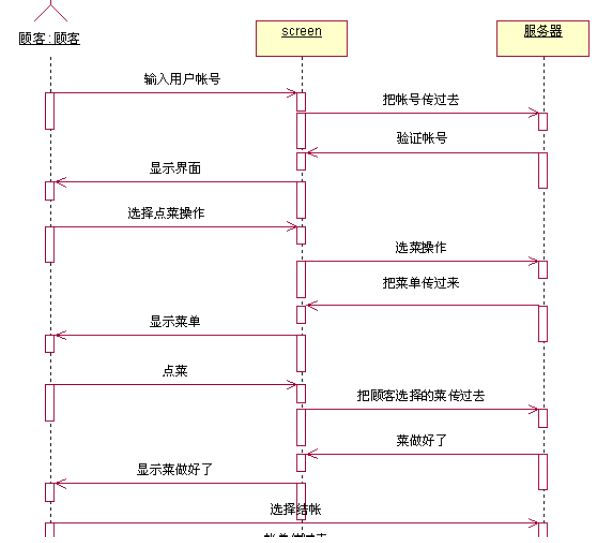 顾客:顾客
screen
服务器
输入用户帐号
把帐号传过去
验证帐号
显示界面
选择点菜操作
选菜操作
把菜单传过来
显示菜单
点菜
把顾客选择的菜传过去
菜做好了
显示菜做好了
选择结帐